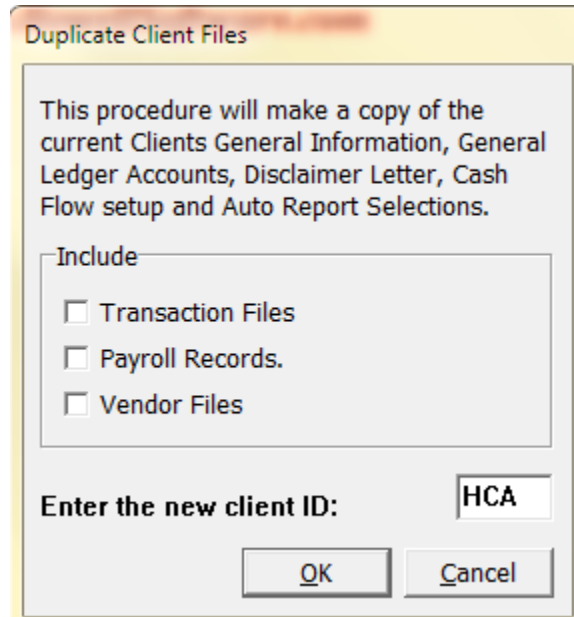 Duplicate Client Files
This procedure will make a copy of the
current Clients General Information, General
Ledger Accounts, Disclaimer Letter, Cash
Flow setup and Auto Report Selections.
Include
Transaction Files
Payroll Records.
Vendor Files
Enter the new client ID:
HCA
OK
Cancel